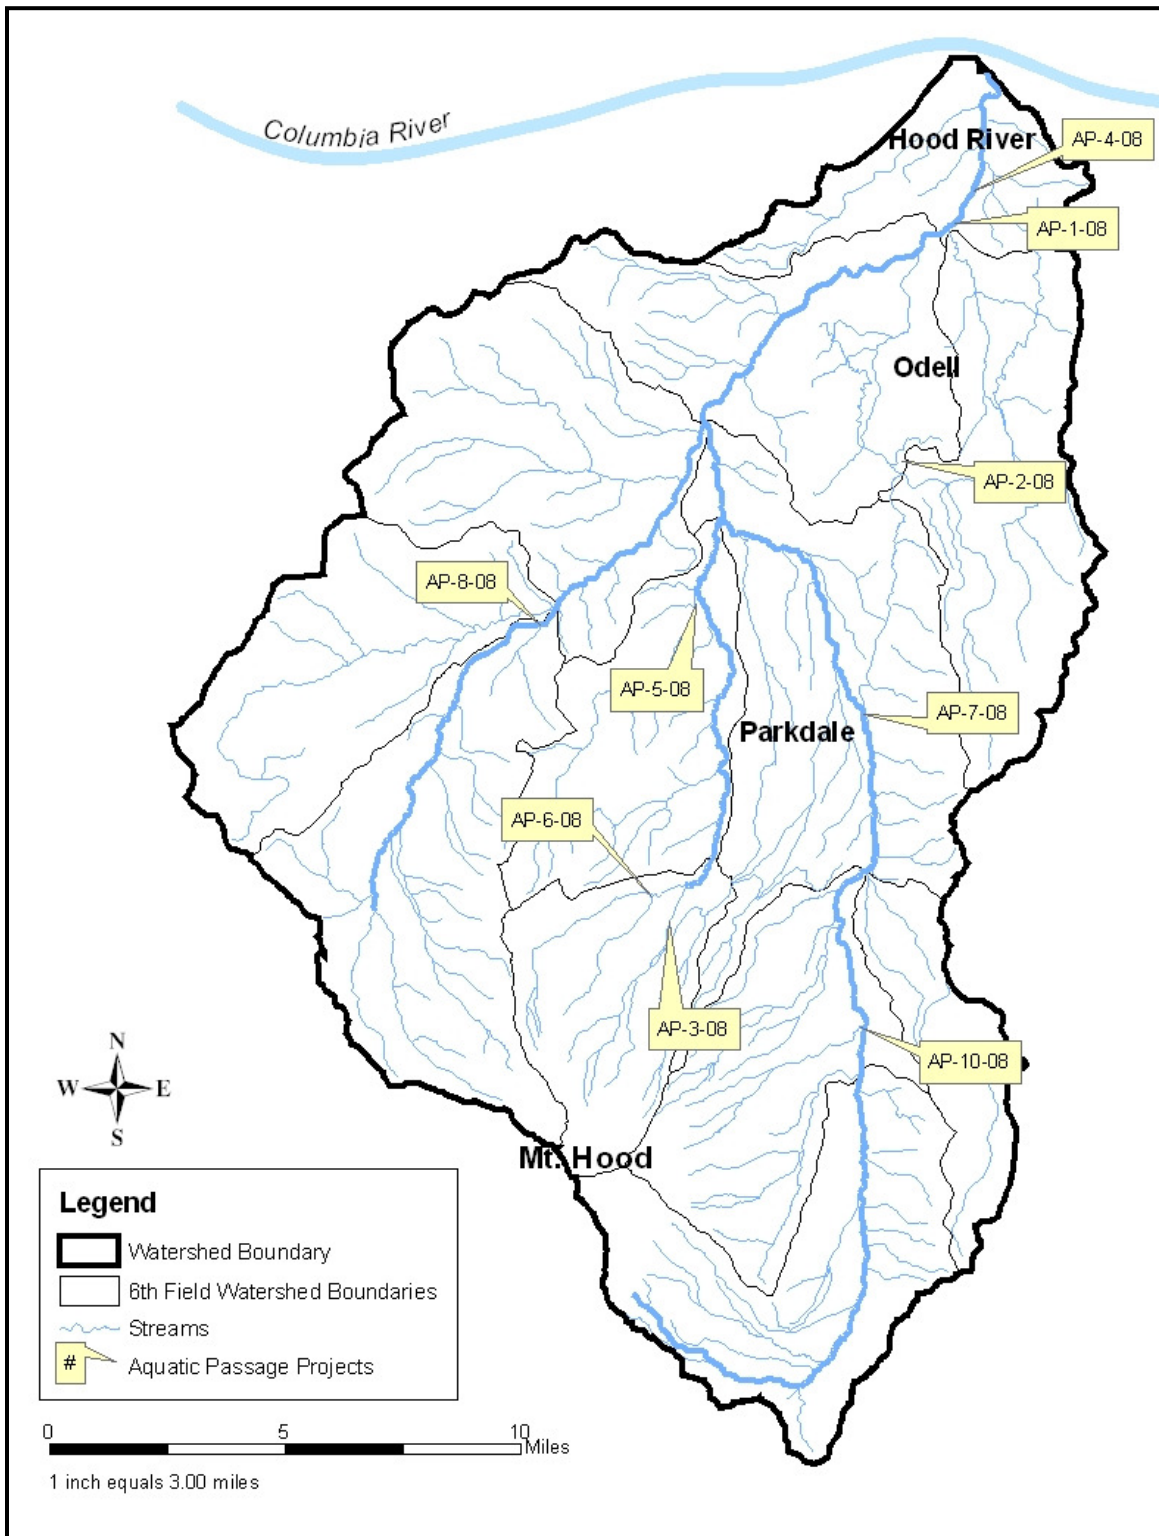 Columbia River
Hood River
AP-4-08
AP-1-08
Odell
AP-2-08
AP-8-08
AP-5-08
AP-7-08
Parkdale
AP-6-08
AP-3-08
AP-10-08
N
W E
S
Mt. Hood
Legend
Watershed Boundary
6th Field Watershed Boundaries
Streams
# Aquatic Passage Projects
0 5 10 Miles
1 inch equals 3.00 miles